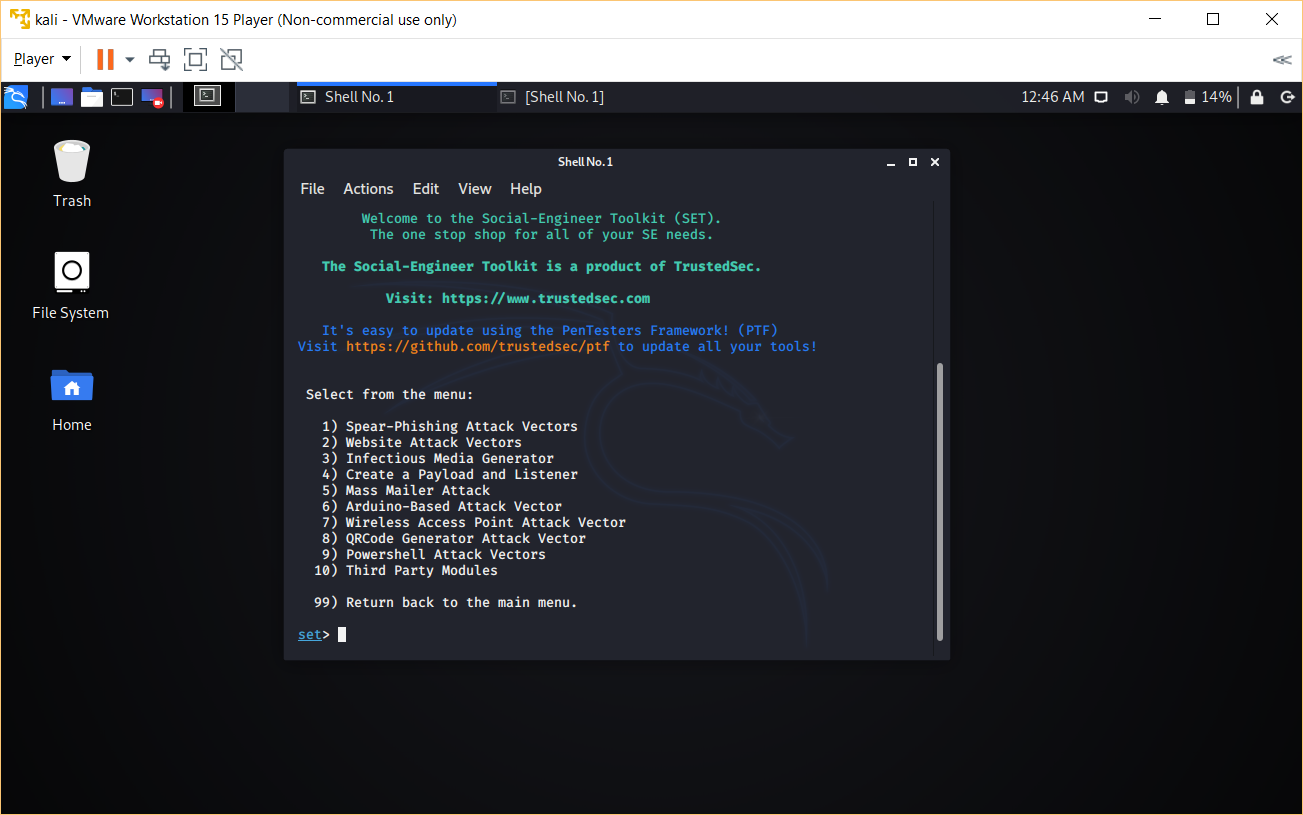 kali - VMware Workstation 15 Player (Non-commercial use only)
Player
Shell No. 1
[Shell No. 1]
12:46 AM
14%
Trash
File System
Home
Shell No. 1
File Actions Edit View Help
Welcome to the Social-Engineer Toolkit (SET).
The one stop shop for all of your SE needs.
The Social-Engineer Toolkit is a product of TrustedSec.
Visit: https://www.trustedsec.com
It's easy to update using the PenTesters Framework! (PTF)
Visit https://github.com/trustedsec/ptf to update all your tools!
Select from the menu:
1) Spear-Phishing Attack Vectors
2) Website Attack Vectors
3) Infectious Media Generator
4) Create a Payload and Listener
5) Mass Mailer Attack
6) Arduino-Based Attack Vector
7) Wireless Access Point Attack Vector
8) QRCode Generator Attack Vector
9) Powershell Attack Vectors
10) Third Party Modules
99) Return back to the main menu.
set>